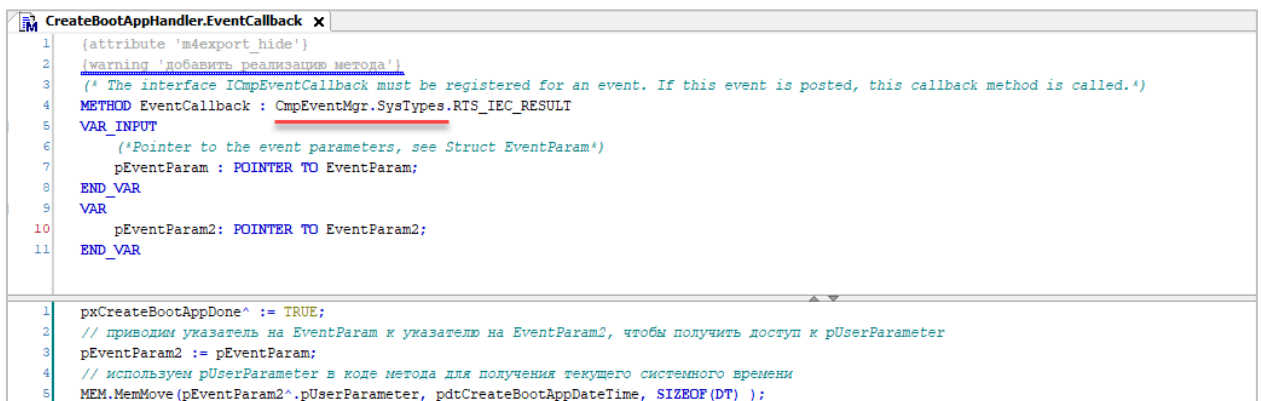 CreateBootAppHandler.EventCallback x
1 {attribute 'm4export_hide'}
2 {warning 'добавить реализацию метода'}
3 (* The interface ICmpEventCallback must be registered for an event. If this event is posted, this callback method is called.*)
4 METHOD EventCallback : CmpEventMgr.SysTypes.RTS_IEC_RESULT
5 VAR_INPUT
6 (*Pointer to the event parameters, see Struct EventParam*)
7 pEventParam : POINTER TO EventParam;
8 END_VAR
9 VAR
10 pEventParam2: POINTER TO EventParam2;
11 END_VAR
1 pxCreateBootAppDone^ := TRUE;
2 // приводим указатель на EventParam к указателю на EventParam2, чтобы получить доступ к pUserParameter
3 pEventParam2 := pEventParam;
4 // используем pUserParameter в коде метода для получения текущего системного времени
5 MEM.MemMove(pEventParam2^.pUserParameter, pdtCreateBootAppDateTime, SIZEOF(DT) );